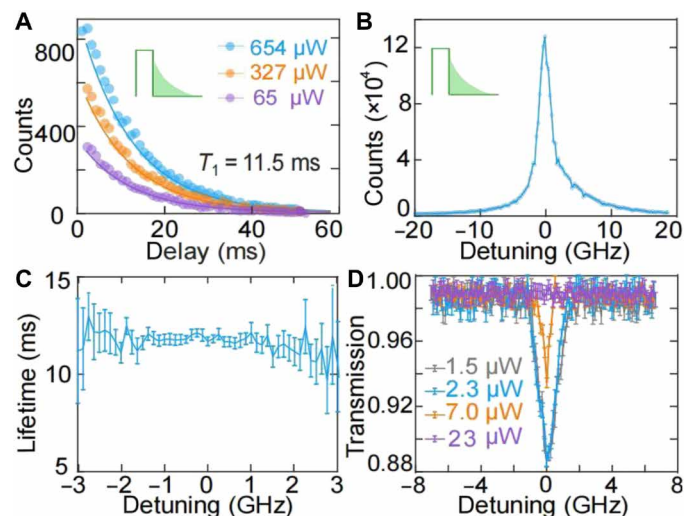 A
800
400
0
Counts
654 µW
327 µW
65 µW
T1 = 11.5 ms
0 20 40 60
Delay (ms)
B
12
8
4
0
Counts (×10⁴)
−20 −10 0 10 20
Detuning (GHz)
C
15
10
5
Lifetime (ms)
−3 −2 −1 0 1 2 3
Detuning (GHz)
D
1.00
0.96
0.92
0.88
Transmission
1.5 µW
2.3 µW
7.0 µW
23 µW
−8 −4 0 4 8
Detuning (GHz)